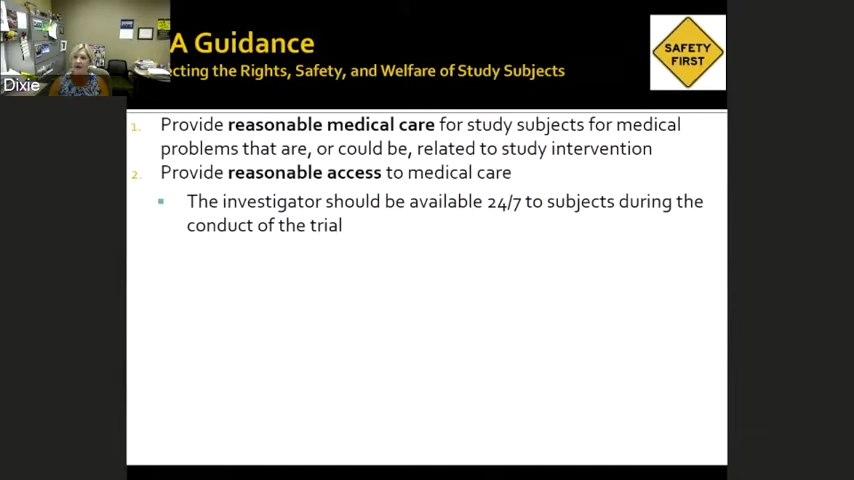 A Guidance
ecting the Rights, Safety, and Welfare of Study Subjects
SAFETY
FIRST
Dixie
1. Provide reasonable medical care for study subjects for medical
problems that are, or could be, related to study intervention
2. Provide reasonable access to medical care
The investigator should be available 24/7 to subjects during the
conduct of the trial